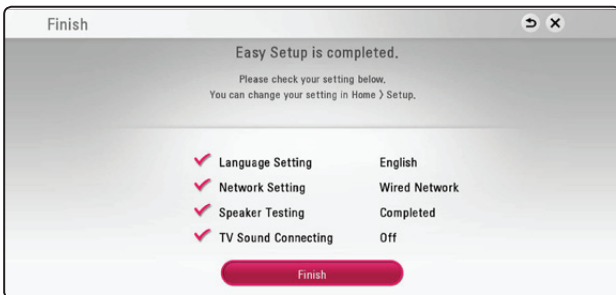 Finish
Easy Setup is completed.
Please check your setting below.
You can change your setting in Home > Setup.
Language Setting English
Network Setting Wired Network
Speaker Testing Completed
TV Sound Connecting Off
Finish